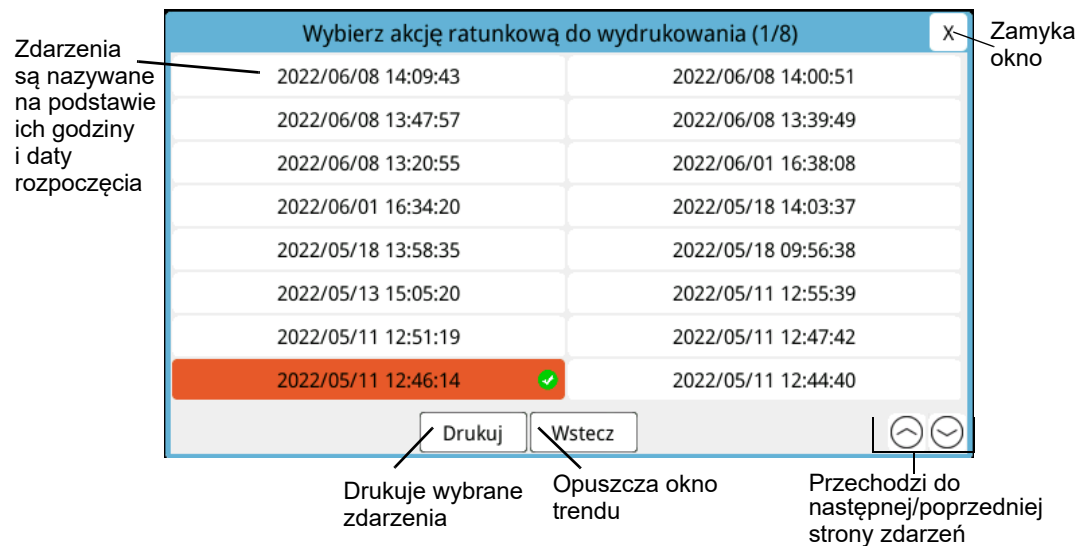 Wybierz akcję ratunkową do wydrukowania (1/8)
X
Zamyka
okno
Zdarzenia
są nazywane
na podstawie
ich godziny
i daty
rozpoczęcia
2022/06/08 14:09:43
2022/06/08 14:00:51
2022/06/08 13:47:57
2022/06/08 13:39:49
2022/06/08 13:20:55
2022/06/01 16:38:08
2022/06/01 16:34:20
2022/05/18 14:03:37
2022/05/18 13:58:35
2022/05/18 09:56:38
2022/05/13 15:05:20
2022/05/11 12:55:39
2022/05/11 12:51:19
2022/05/11 12:47:42
2022/05/11 12:46:14
2022/05/11 12:44:40
Drukuj
Wstecz
Drukuje wybrane
zdarzenia
Opuszcza okno
trendu
Przechodzi do
następnej/poprzedniej
strony zdarzeń